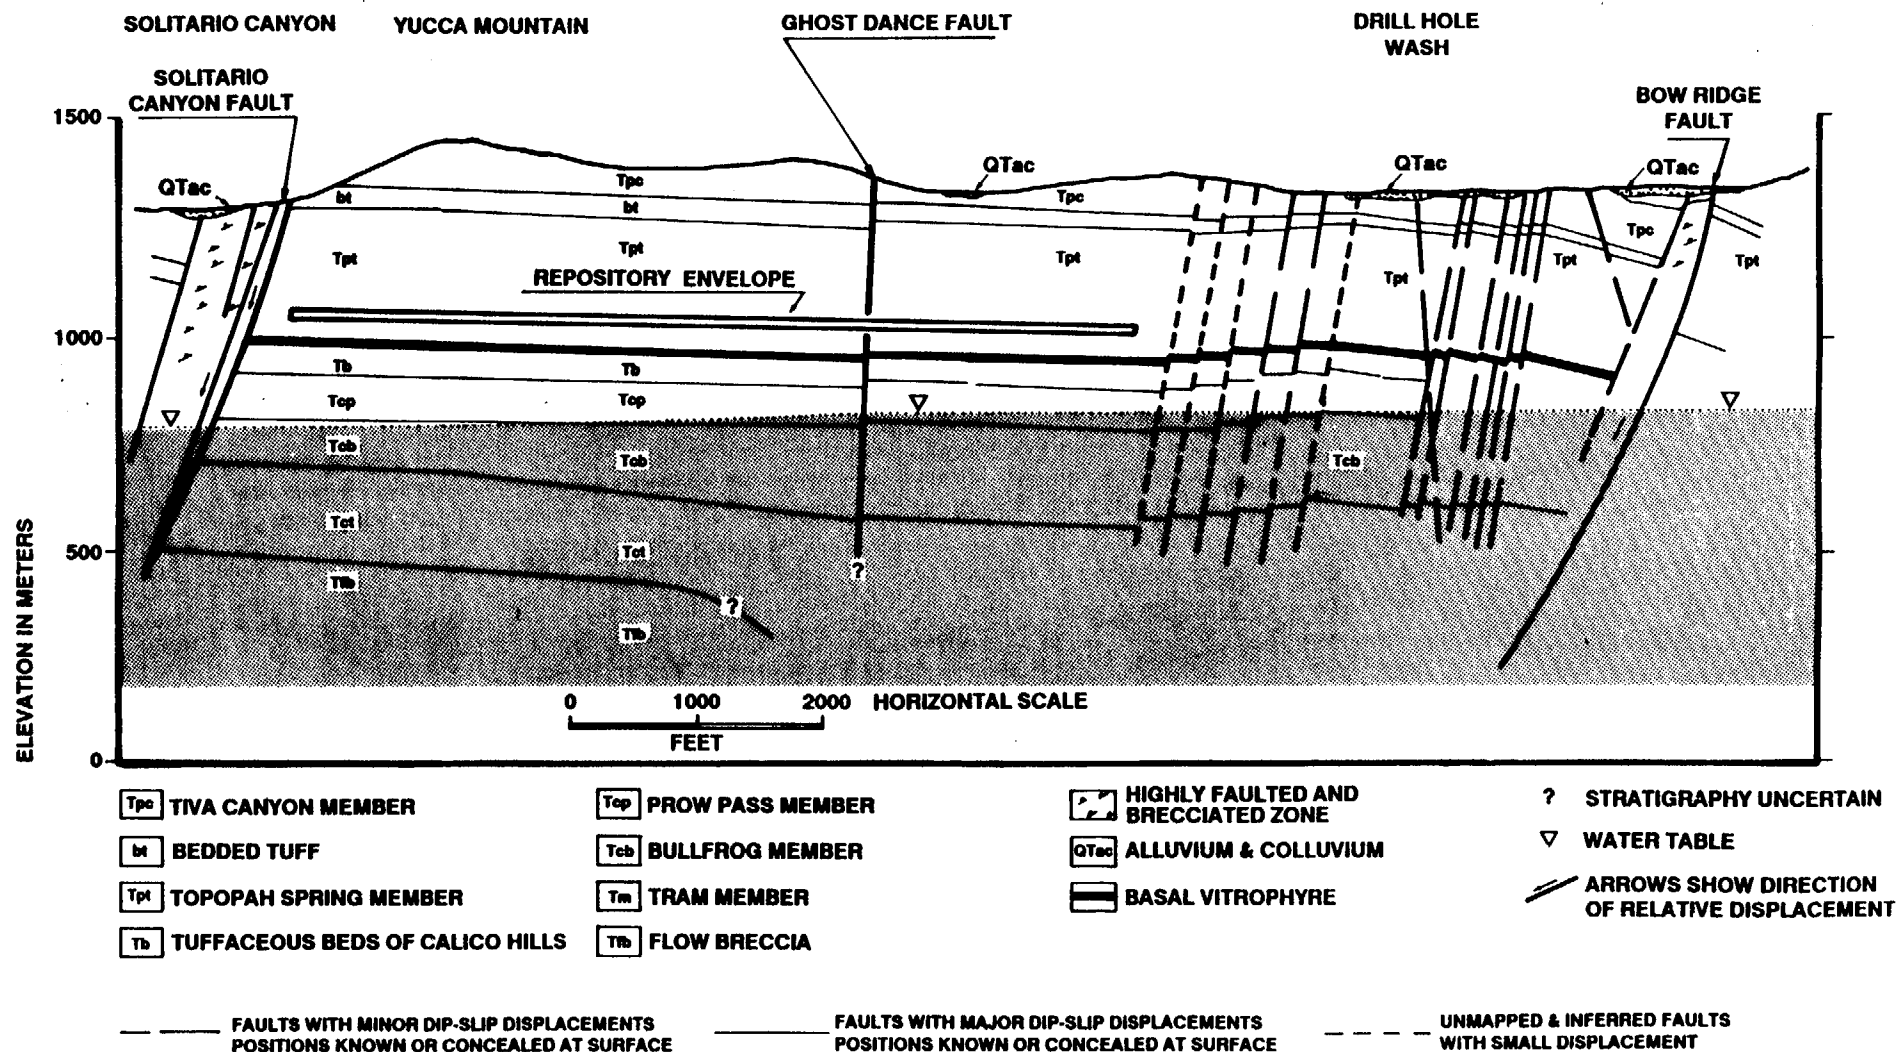 SOLITARIO CANYON
YUCCA MOUNTAIN
GHOST DANCE FAULT
DRILL HOLE
WASH
SOLITARIO
CANYON FAULT
BOW RIDGE
FAULT
1500
1000
500
0
ELEVATION IN METERS
QTac
QTac
QTac
QTac
Tpc
Tpc
Tpc
bt
bt
Tpt
Tpt
Tpt
Tpt
Tpt
Tpt
REPOSITORY ENVELOPE
Tb
Tb
Tcp
Tcp
Tcb
Tcb
Tcb
Tct
Tct
Tfb
Tfb
?
?
0 1000 2000 HORIZONTAL SCALE
FEET
Tpc TIVA CANYON MEMBER
bt BEDDED TUFF
Tpt TOPOPAH SPRING MEMBER
Tb TUFFACEOUS BEDS OF CALICO HILLS
Tcp PROW PASS MEMBER
Tcb BULLFROG MEMBER
Tm TRAM MEMBER
Tfb FLOW BRECCIA
HIGHLY FAULTED AND
BRECCIATED ZONE
QTac ALLUVIUM & COLLUVIUM
BASAL VITROPHYRE
? STRATIGRAPHY UNCERTAIN
WATER TABLE
ARROWS SHOW DIRECTION
OF RELATIVE DISPLACEMENT
FAULTS WITH MINOR DIP-SLIP DISPLACEMENTS
POSITIONS KNOWN OR CONCEALED AT SURFACE
FAULTS WITH MAJOR DIP-SLIP DISPLACEMENTS
POSITIONS KNOWN OR CONCEALED AT SURFACE
UNMAPPED & INFERRED FAULTS
WITH SMALL DISPLACEMENT